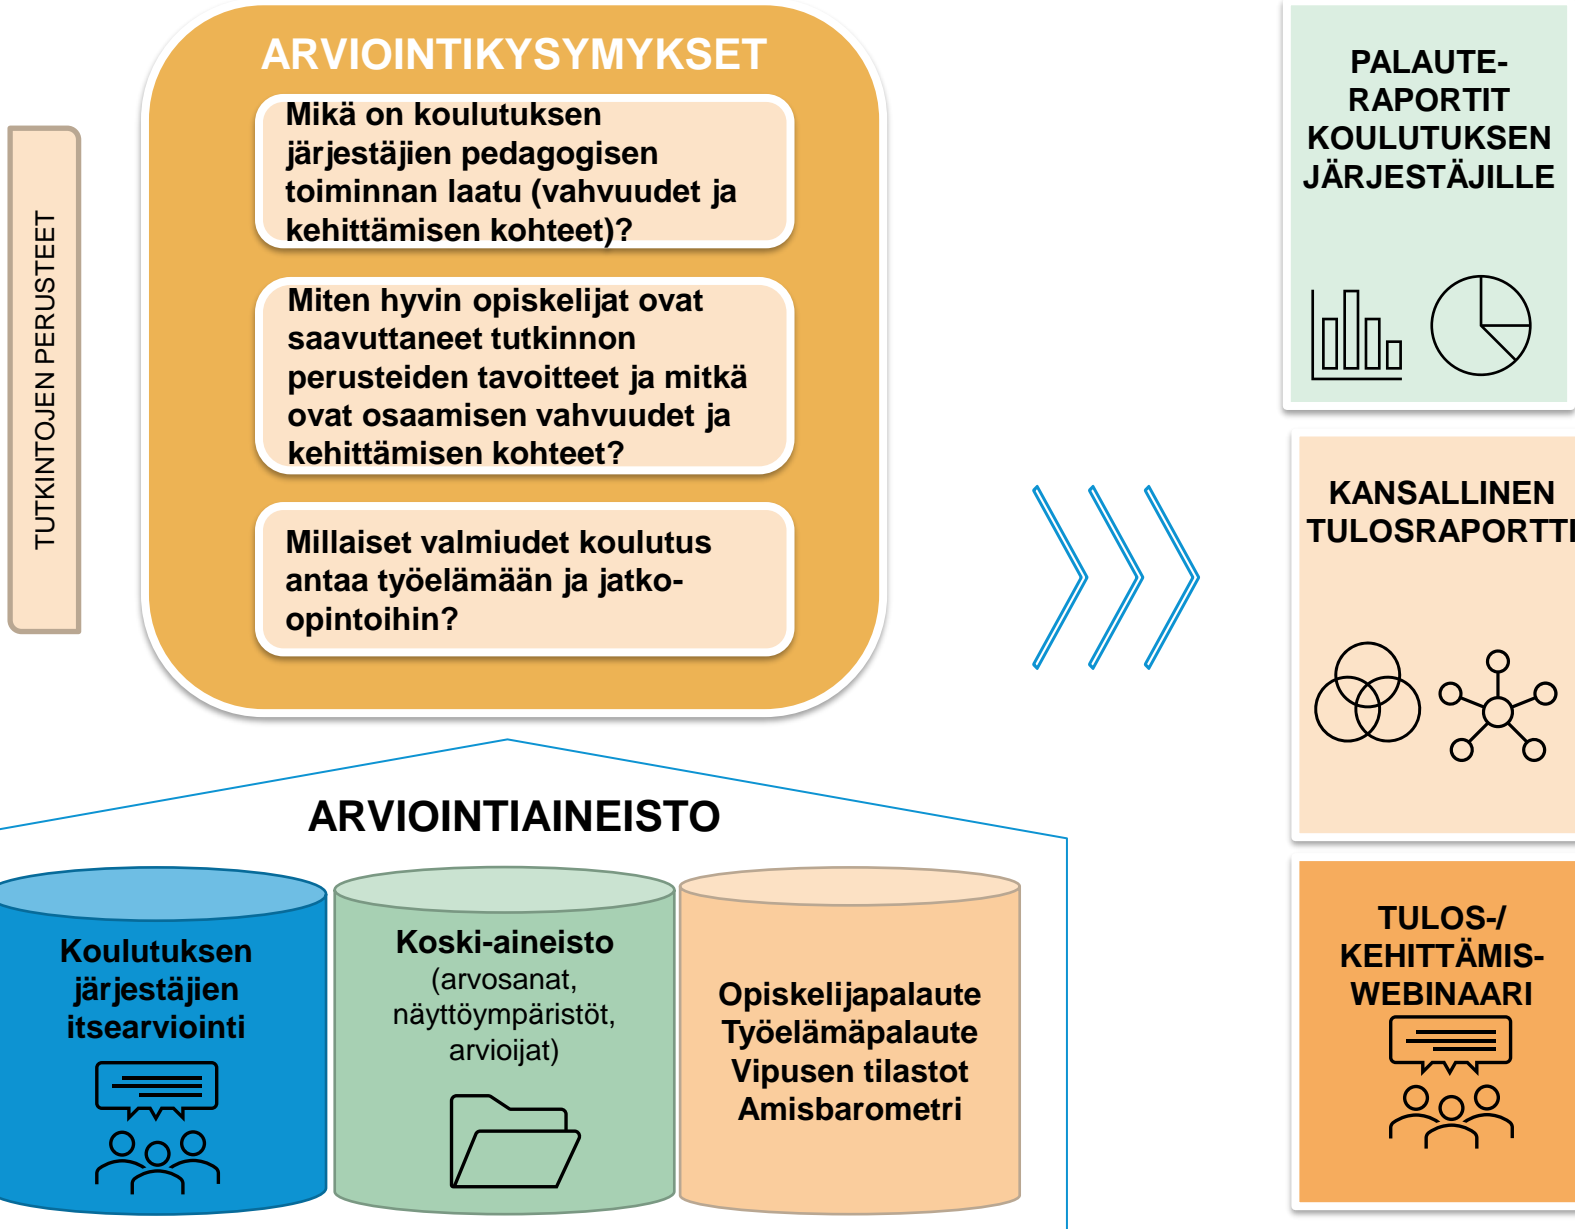 TUTKINTOJEN PERUSTEET
ARVIOINTIKYSYMYKSET
Mikä on koulutuksen
järjestäjien pedagogisen
toiminnan laatu (vahvuudet ja
kehittämisen kohteet)?
Miten hyvin opiskelijat ovat
saavuttaneet tutkinnon
perusteiden tavoitteet ja mitkä
ovat osaamisen vahvuudet ja
kehittämisen kohteet?
Millaiset valmiudet koulutus
antaa työelämään ja jatko-
opintoihin?
ARVIOINTIAINEISTO
Koulutuksen
järjestäjien
itsearviointi
Koski-aineisto
(arvosanat,
näyttöympäristöt,
arvioijat)
Opiskelijapalaute
Työelämäpalaute
Vipusen tilastot
Amisbarometri
PALAUTE-
RAPORTIT
KOULUTUKSEN
JÄRJESTÄJILLE
KANSALLINEN
TULOSRAPORTTI
TULOS-/
KEHITTÄMIS-
WEBINAARI